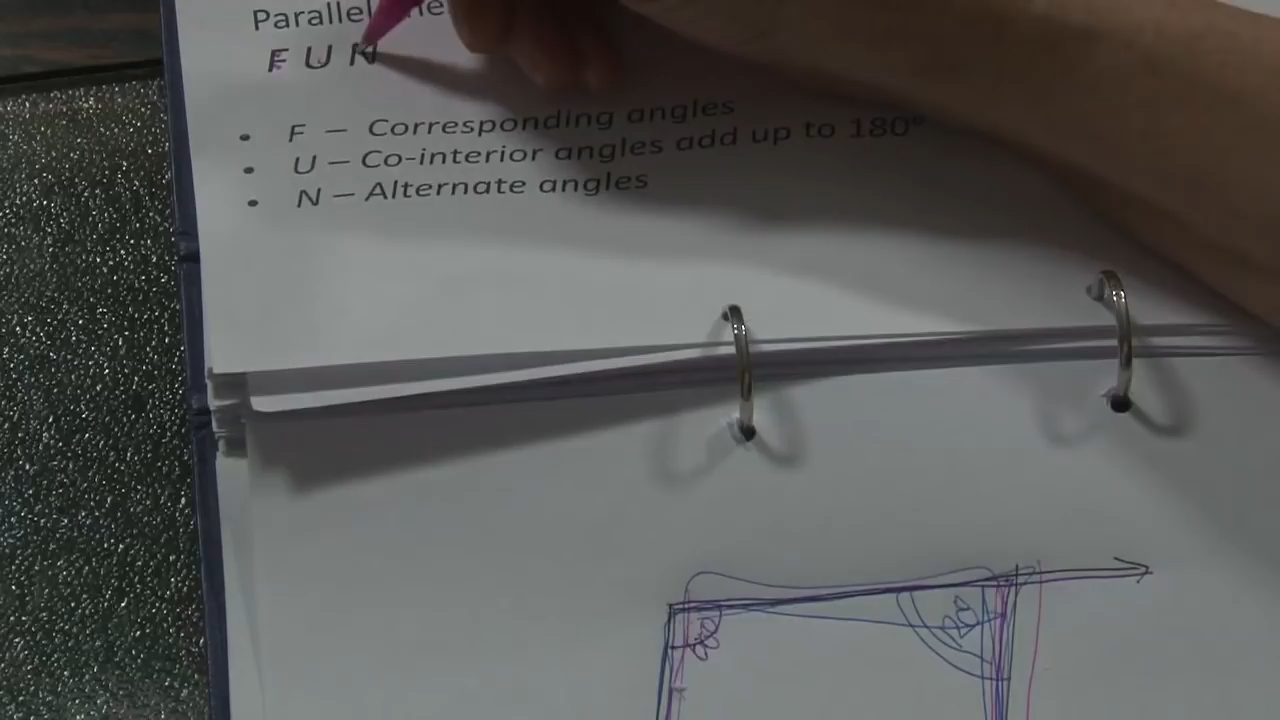 Parallel
F U N
• F – Corresponding angles
• U – Co-interior angles add up to 180°
• N – Alternate angles